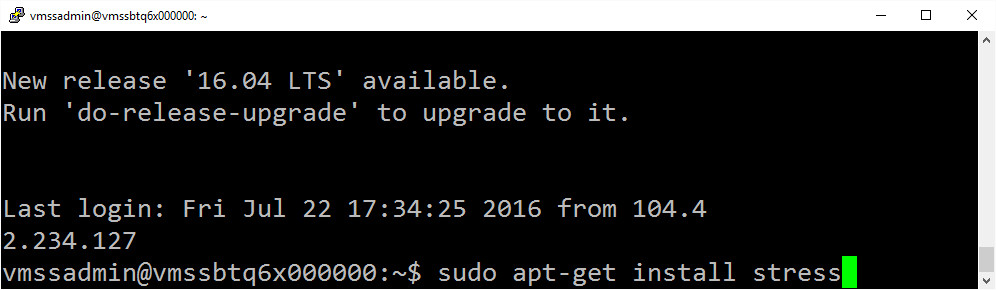 vmssadmin@vmssbtq6x000000: ~
New release '16.04 LTS' available.
Run 'do-release-upgrade' to upgrade to it.
Last login: Fri Jul 22 17:34:25 2016 from 104.4
2.234.127
vmssadmin@vmssbtq6x000000:~$ sudo apt-get install stress